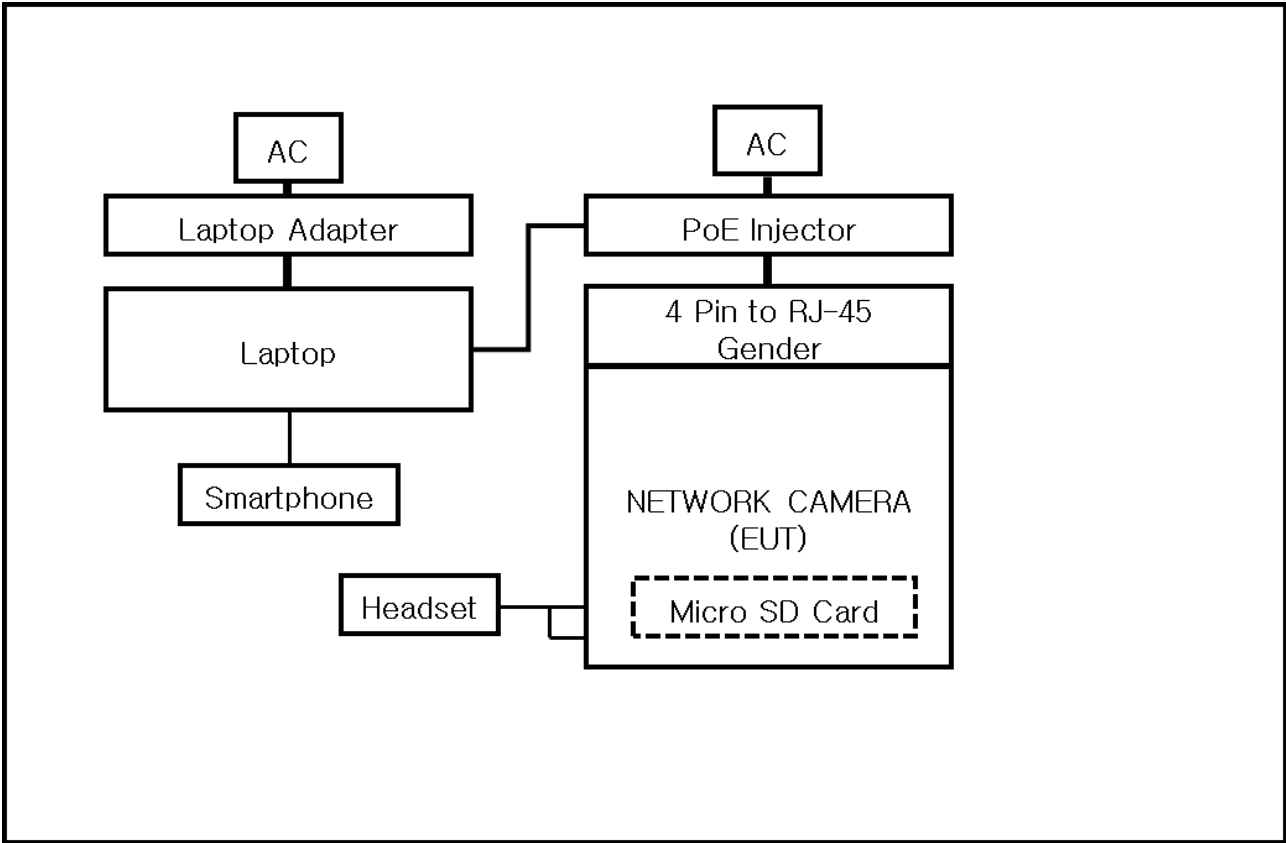 AC
Laptop Adapter
Laptop
Smartphone
Headset
AC
PoE Injector
4 Pin to RJ-45
Gender
NETWORK CAMERA
(EUT)
Micro SD Card